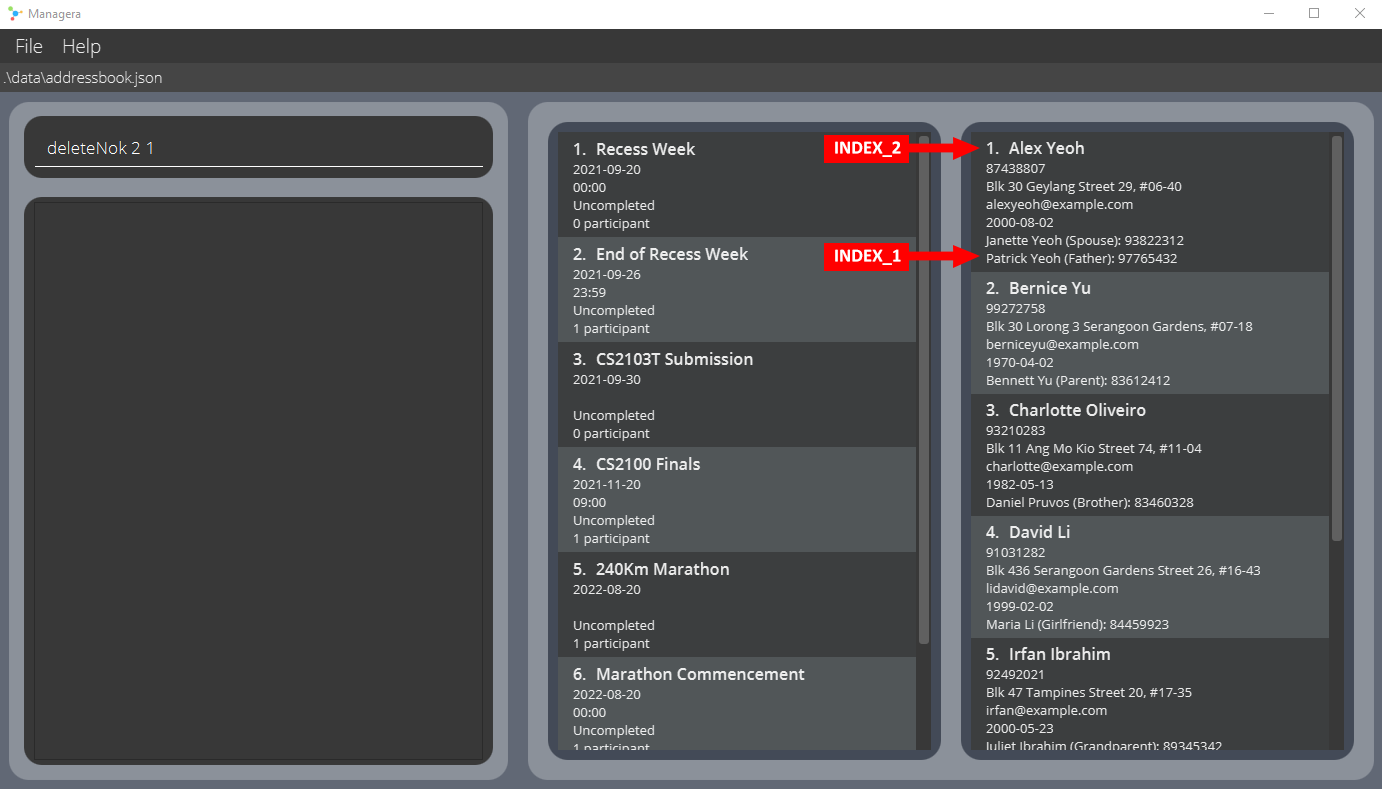 Managera
File Help
.\data\addressbook.json
deleteNok 2 1
1. Recess Week
2021-09-20
00:00
Uncompleted
0 participant
2. End of Recess Week
2021-09-26
23:59
Uncompleted
1 participant
3. CS2103T Submission
2021-09-30
Uncompleted
0 participant
4. CS2100 Finals
2021-11-20
09:00
Uncompleted
1 participant
5. 240Km Marathon
2022-08-20
Uncompleted
1 participant
6. Marathon Commencement
2022-08-20
00:00
Uncompleted
1 participant
INDEX_2
INDEX_1
1. Alex Yeoh
87438807
Blk 30 Geylang Street 29, #06-40
alexyeoh@example.com
2000-08-02
Janette Yeoh (Spouse): 93822312
Patrick Yeoh (Father): 97765432
2. Bernice Yu
99272758
Blk 30 Lorong 3 Serangoon Gardens, #07-18
berniceyu@example.com
1970-04-02
Bennett Yu (Parent): 83612412
3. Charlotte Oliveiro
93210283
Blk 11 Ang Mo Kio Street 74, #11-04
charlotte@example.com
1982-05-13
Daniel Pruvos (Brother): 83460328
4. David Li
91031282
Blk 436 Serangoon Gardens Street 26, #16-43
lidavid@example.com
1999-02-02
Maria Li (Girlfriend): 84459923
5. Irfan Ibrahim
92492021
Blk 47 Tampines Street 20, #17-35
irfan@example.com
2000-05-23
Juliet Ibrahim (Grandparent): 89345342